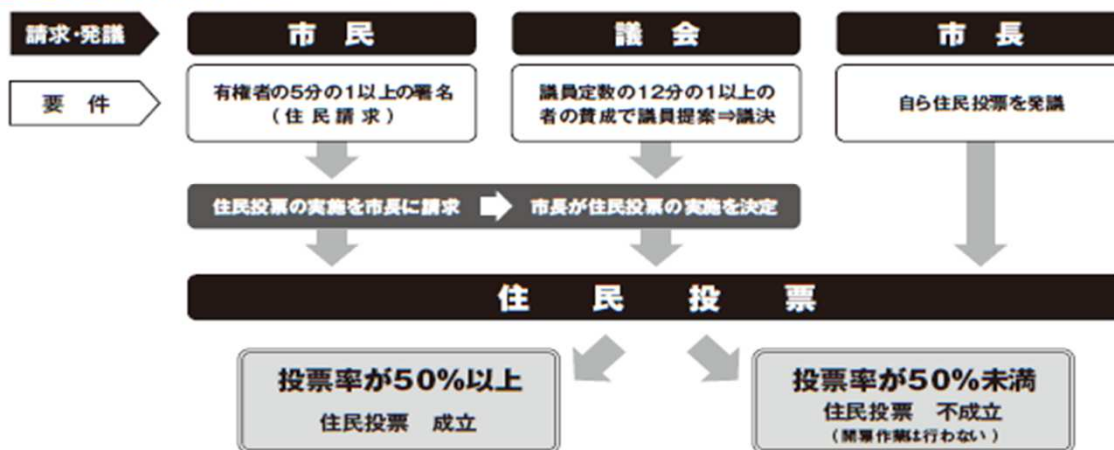 請求・発議
市民
議会
市長
要件
有権者の5分の1以上の署名
(住民請求)
議員定数の12分の1以上の
者の賛成で議員提案⇒議決
自ら住民投票を発議
住民投票の実施を市長に請求
市長が住民投票の実施を決定
住民投票
投票率が50%以上
住民投票 成立
投票率が50%未満
住民投票 不成立
(開票作業は行わない)